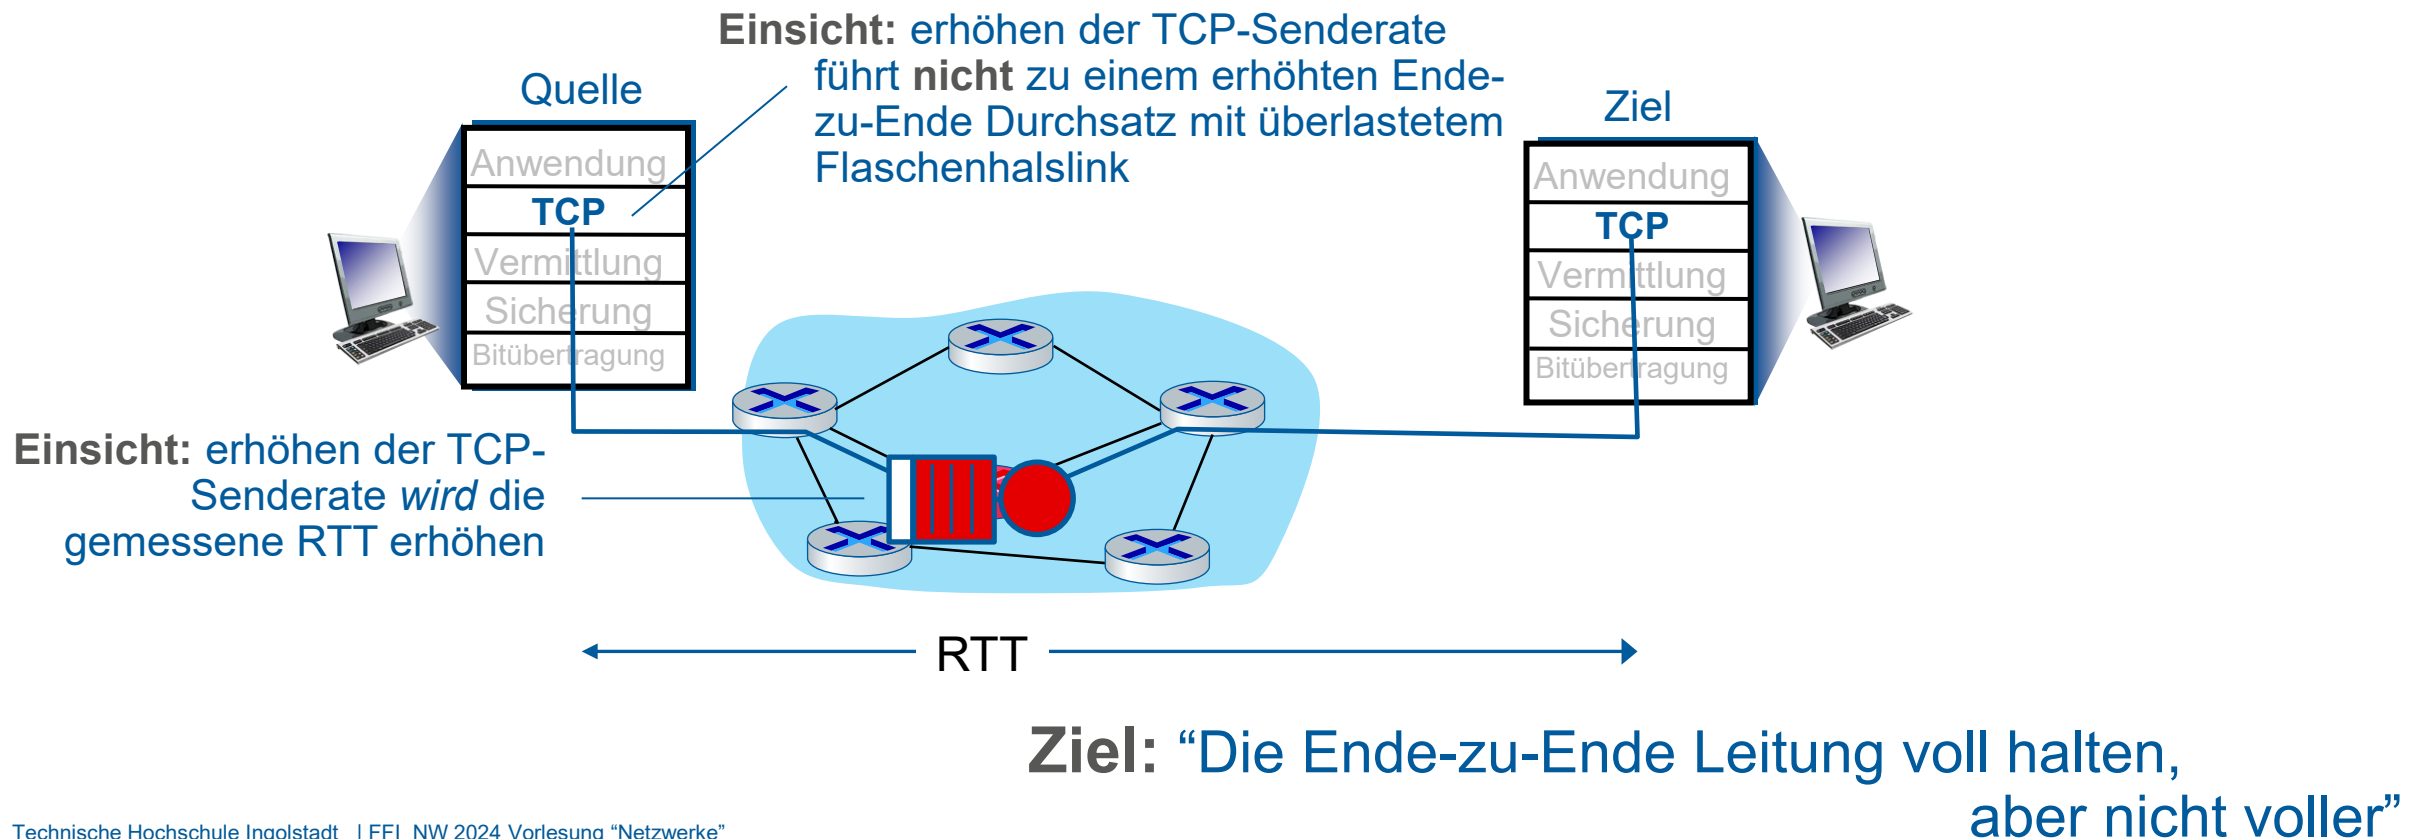 Einsicht: erhöhen der TCP-Senderate
führt nicht zu einem erhöhten Ende-
zu-Ende Durchsatz mit überlastetem
Flaschenhalslink
Quelle
Anwendung
TCP
Vermittlung
Sicherung
Bitübertragung
Ziel
Anwendung
TCP
Vermittlung
Sicherung
Bitübertragung
Einsicht: erhöhen der TCP-
Senderate wird die
gemessene RTT erhöhen
RTT
Ziel: “Die Ende-zu-Ende Leitung voll halten,
aber nicht voller”
Technische Hochschule Ingolstadt | FFI_NW 2024 Vorlesung “Netzwerke”